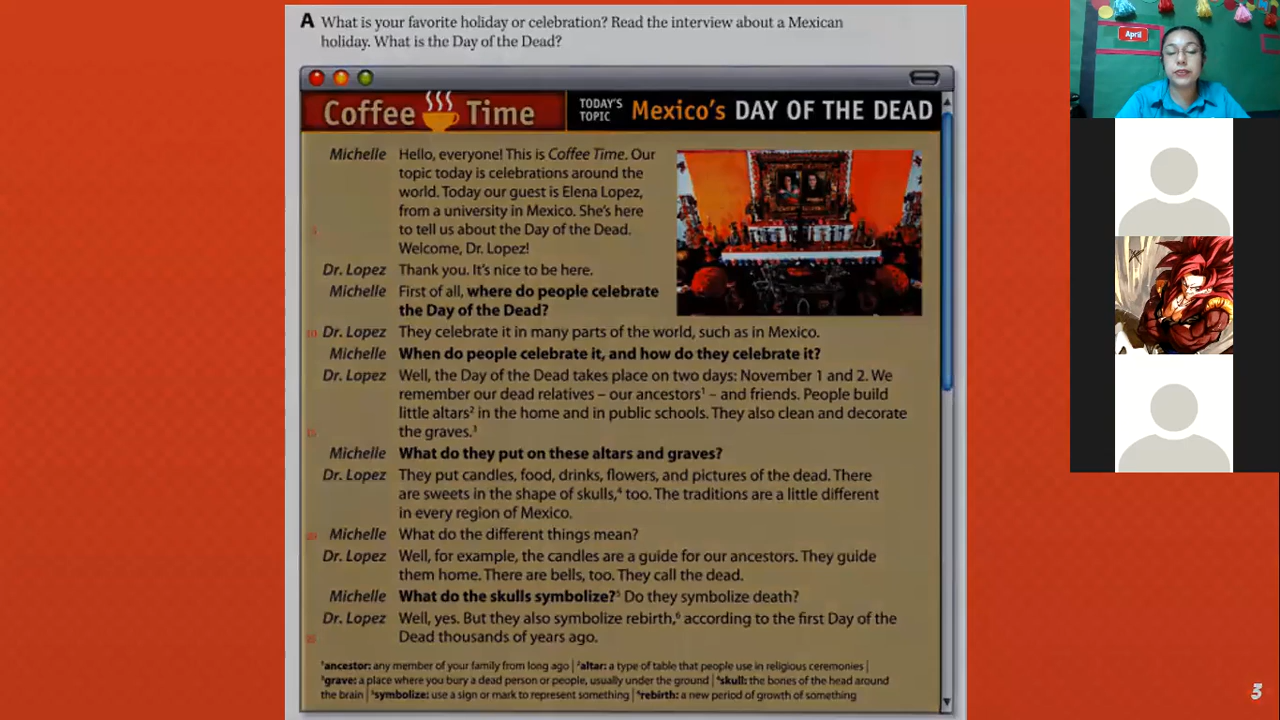 A What is your favorite holiday or celebration? Read the interview about a Mexican
holiday. What is the Day of the Dead?
April
Coffee Time
TODAY'S TOPIC Mexico's DAY OF THE DEAD
Michelle Hello, everyone! This is Coffee Time. Our
topic today is celebrations around the
world. Today our guest is Elena Lopez,
from a university in Mexico. She's here
5 to tell us about the Day of the Dead.
Welcome, Dr. Lopez!
Dr. Lopez Thank you. It's nice to be here.
Michelle First of all, where do people celebrate
the Day of the Dead?
10 Dr. Lopez They celebrate it in many parts of the world, such as in Mexico.
Michelle When do people celebrate it, and how do they celebrate it?
Dr. Lopez Well, the Day of the Dead takes place on two days: November 1 and 2. We
remember our dead relatives – our ancestors¹ – and friends. People build
little altars² in the home and in public schools. They also clean and decorate
15 the graves.³
Michelle What do they put on these altars and graves?
Dr. Lopez They put candles, food, drinks, flowers, and pictures of the dead. There
are sweets in the shape of skulls,⁴ too. The traditions are a little different
in every region of Mexico.
20 Michelle What do the different things mean?
Dr. Lopez Well, for example, the candles are a guide for our ancestors. They guide
them home. There are bells, too. They call the dead.
Michelle What do the skulls symbolize?⁵ Do they symbolize death?
Dr. Lopez Well, yes. But they also symbolize rebirth,⁶ according to the first Day of the
25 Dead thousands of years ago.
¹ancestor: any member of your family from long ago | ²altar: a type of table that people use in religious ceremonies |
³grave: a place where you bury a dead person or people, usually under the ground | ⁴skull: the bones of the head around
the brain | ⁵symbolize: use a sign or mark to represent something | ⁶rebirth: a new period of growth of something
3